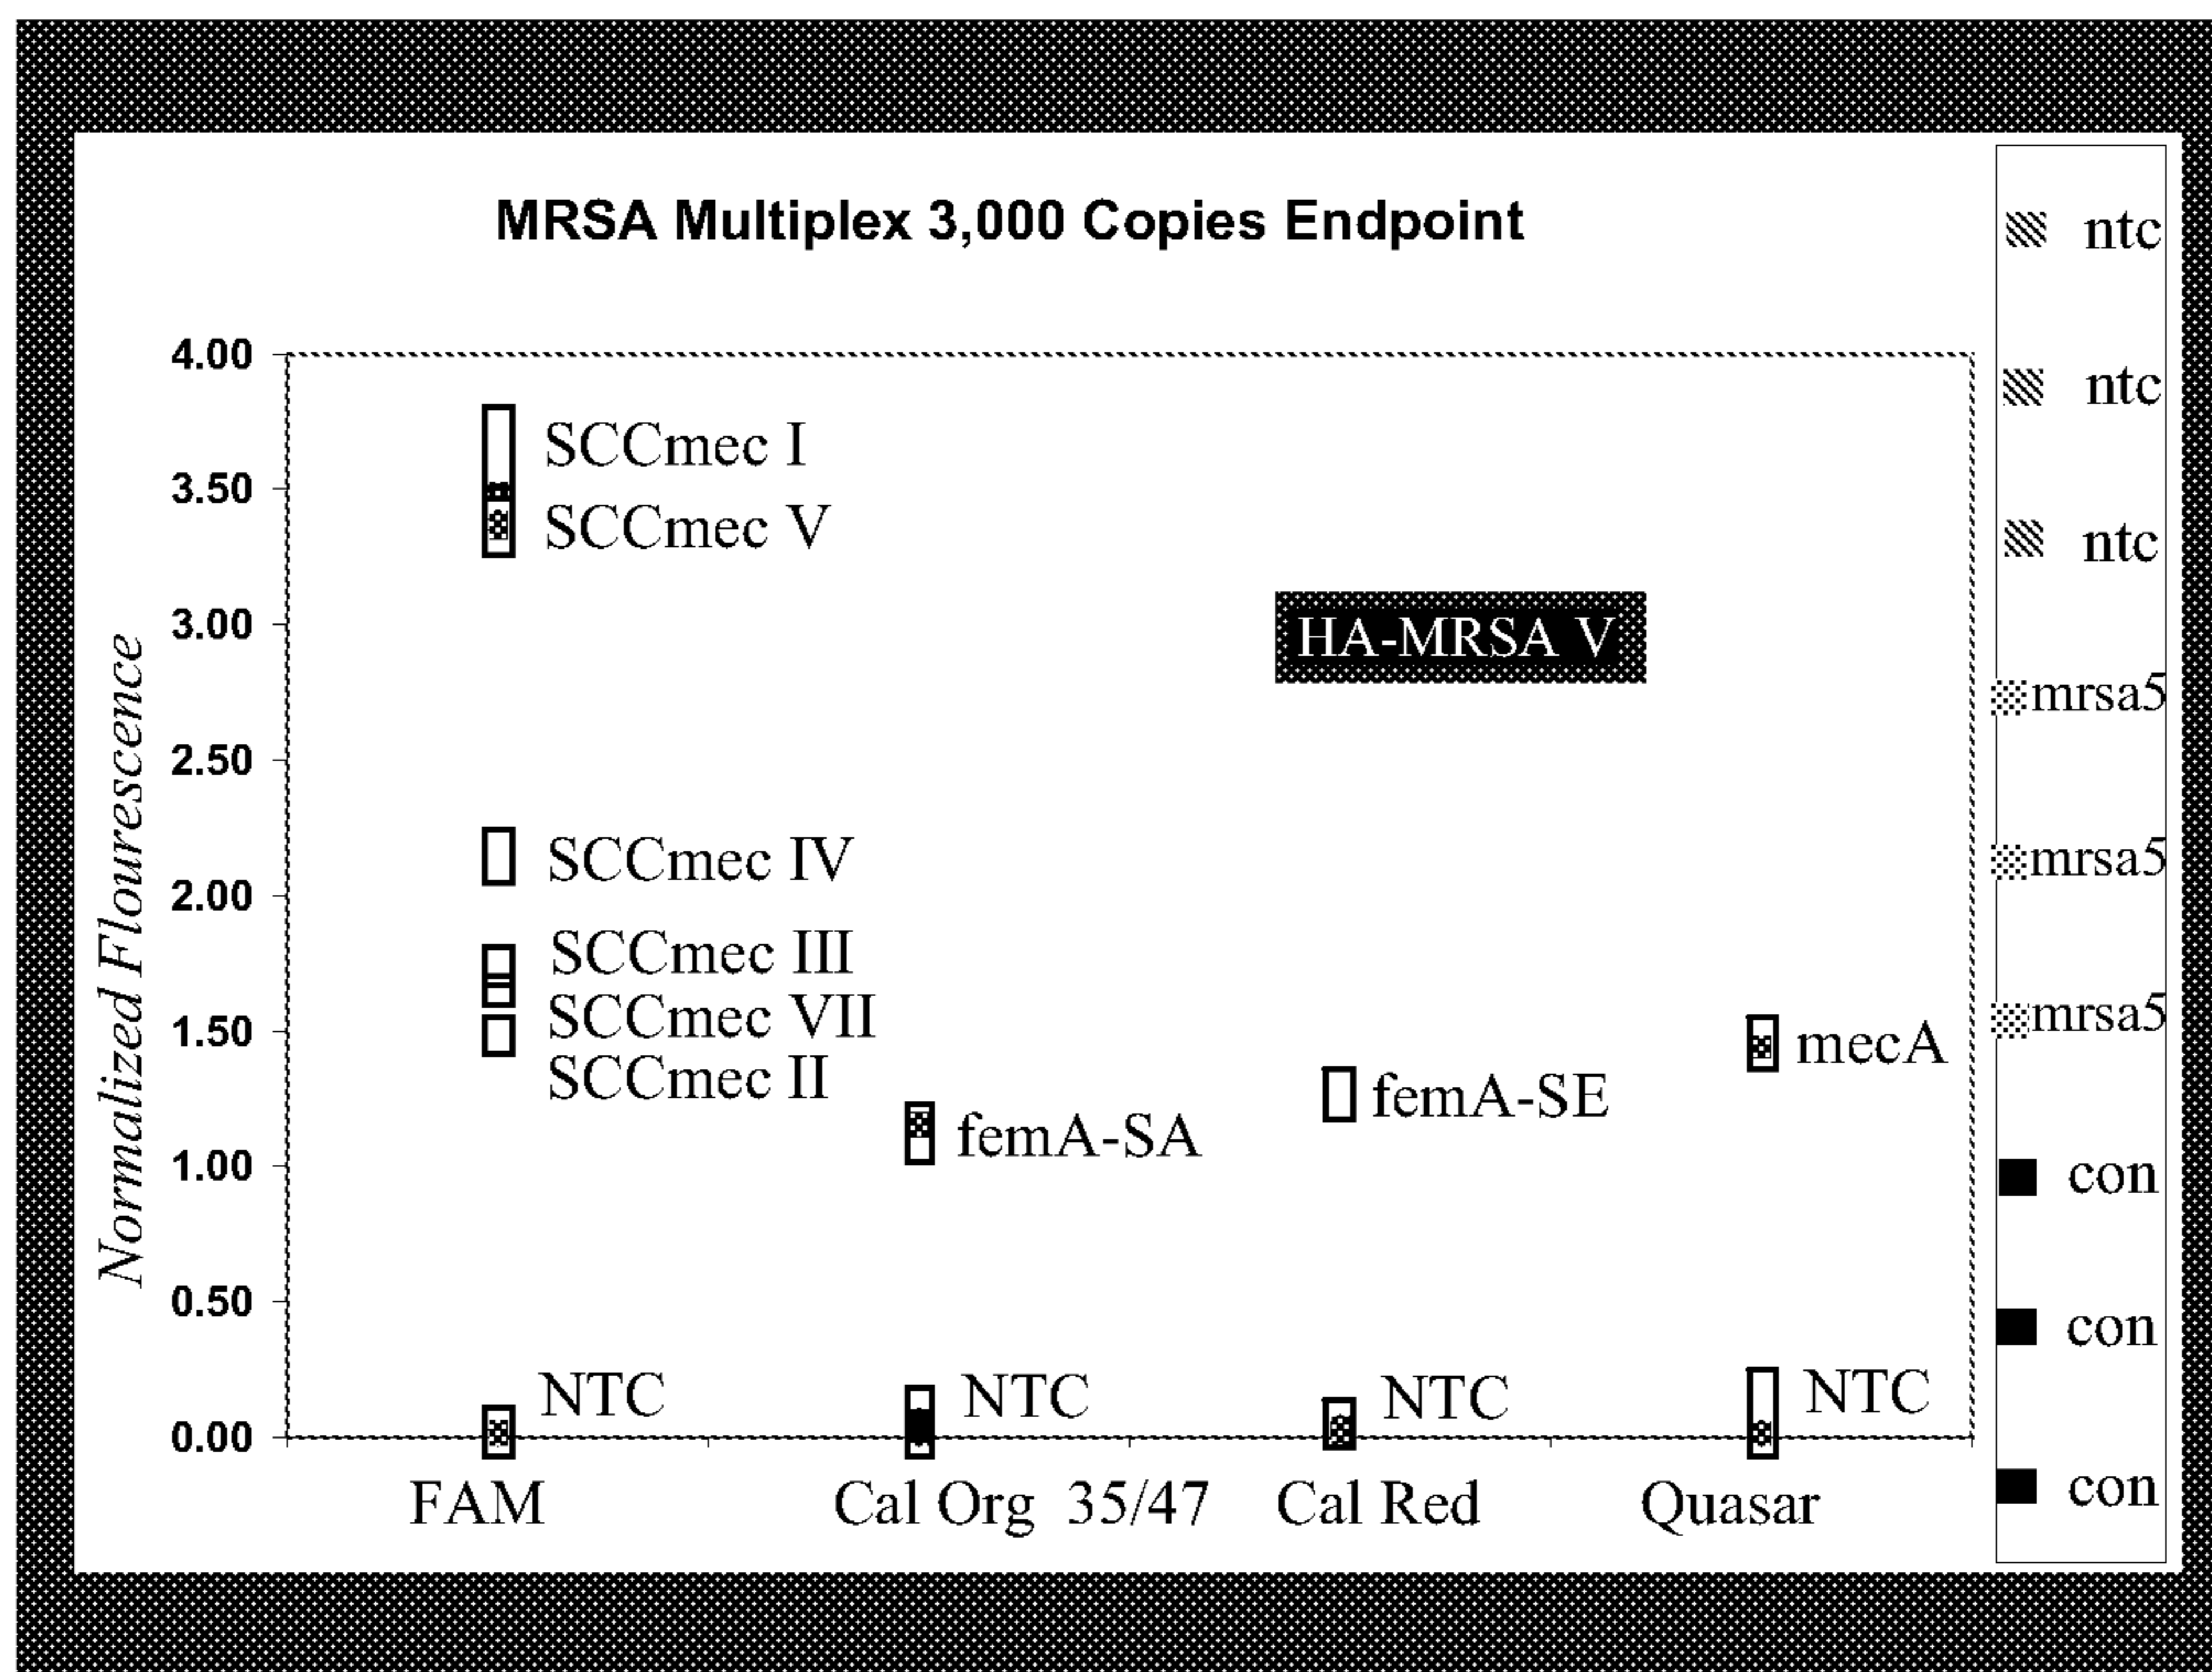 MRSA Multiplex 3,000 Copies Endpoint
Normalized Flourescence
4.00
3.50
3.00
2.50
2.00
1.50
1.00
0.50
0.00
SCCmec I
SCCmec V
SCCmec IV
SCCmec III
SCCmec VII
SCCmec II
NTC
femA-SA
NTC
HA-MRSA V
femA-SE
NTC
mecA
NTC
FAM
Cal Org 35/47
Cal Red
Quasar
ntc
ntc
ntc
mrsa5
mrsa5
mrsa5
con
con
con